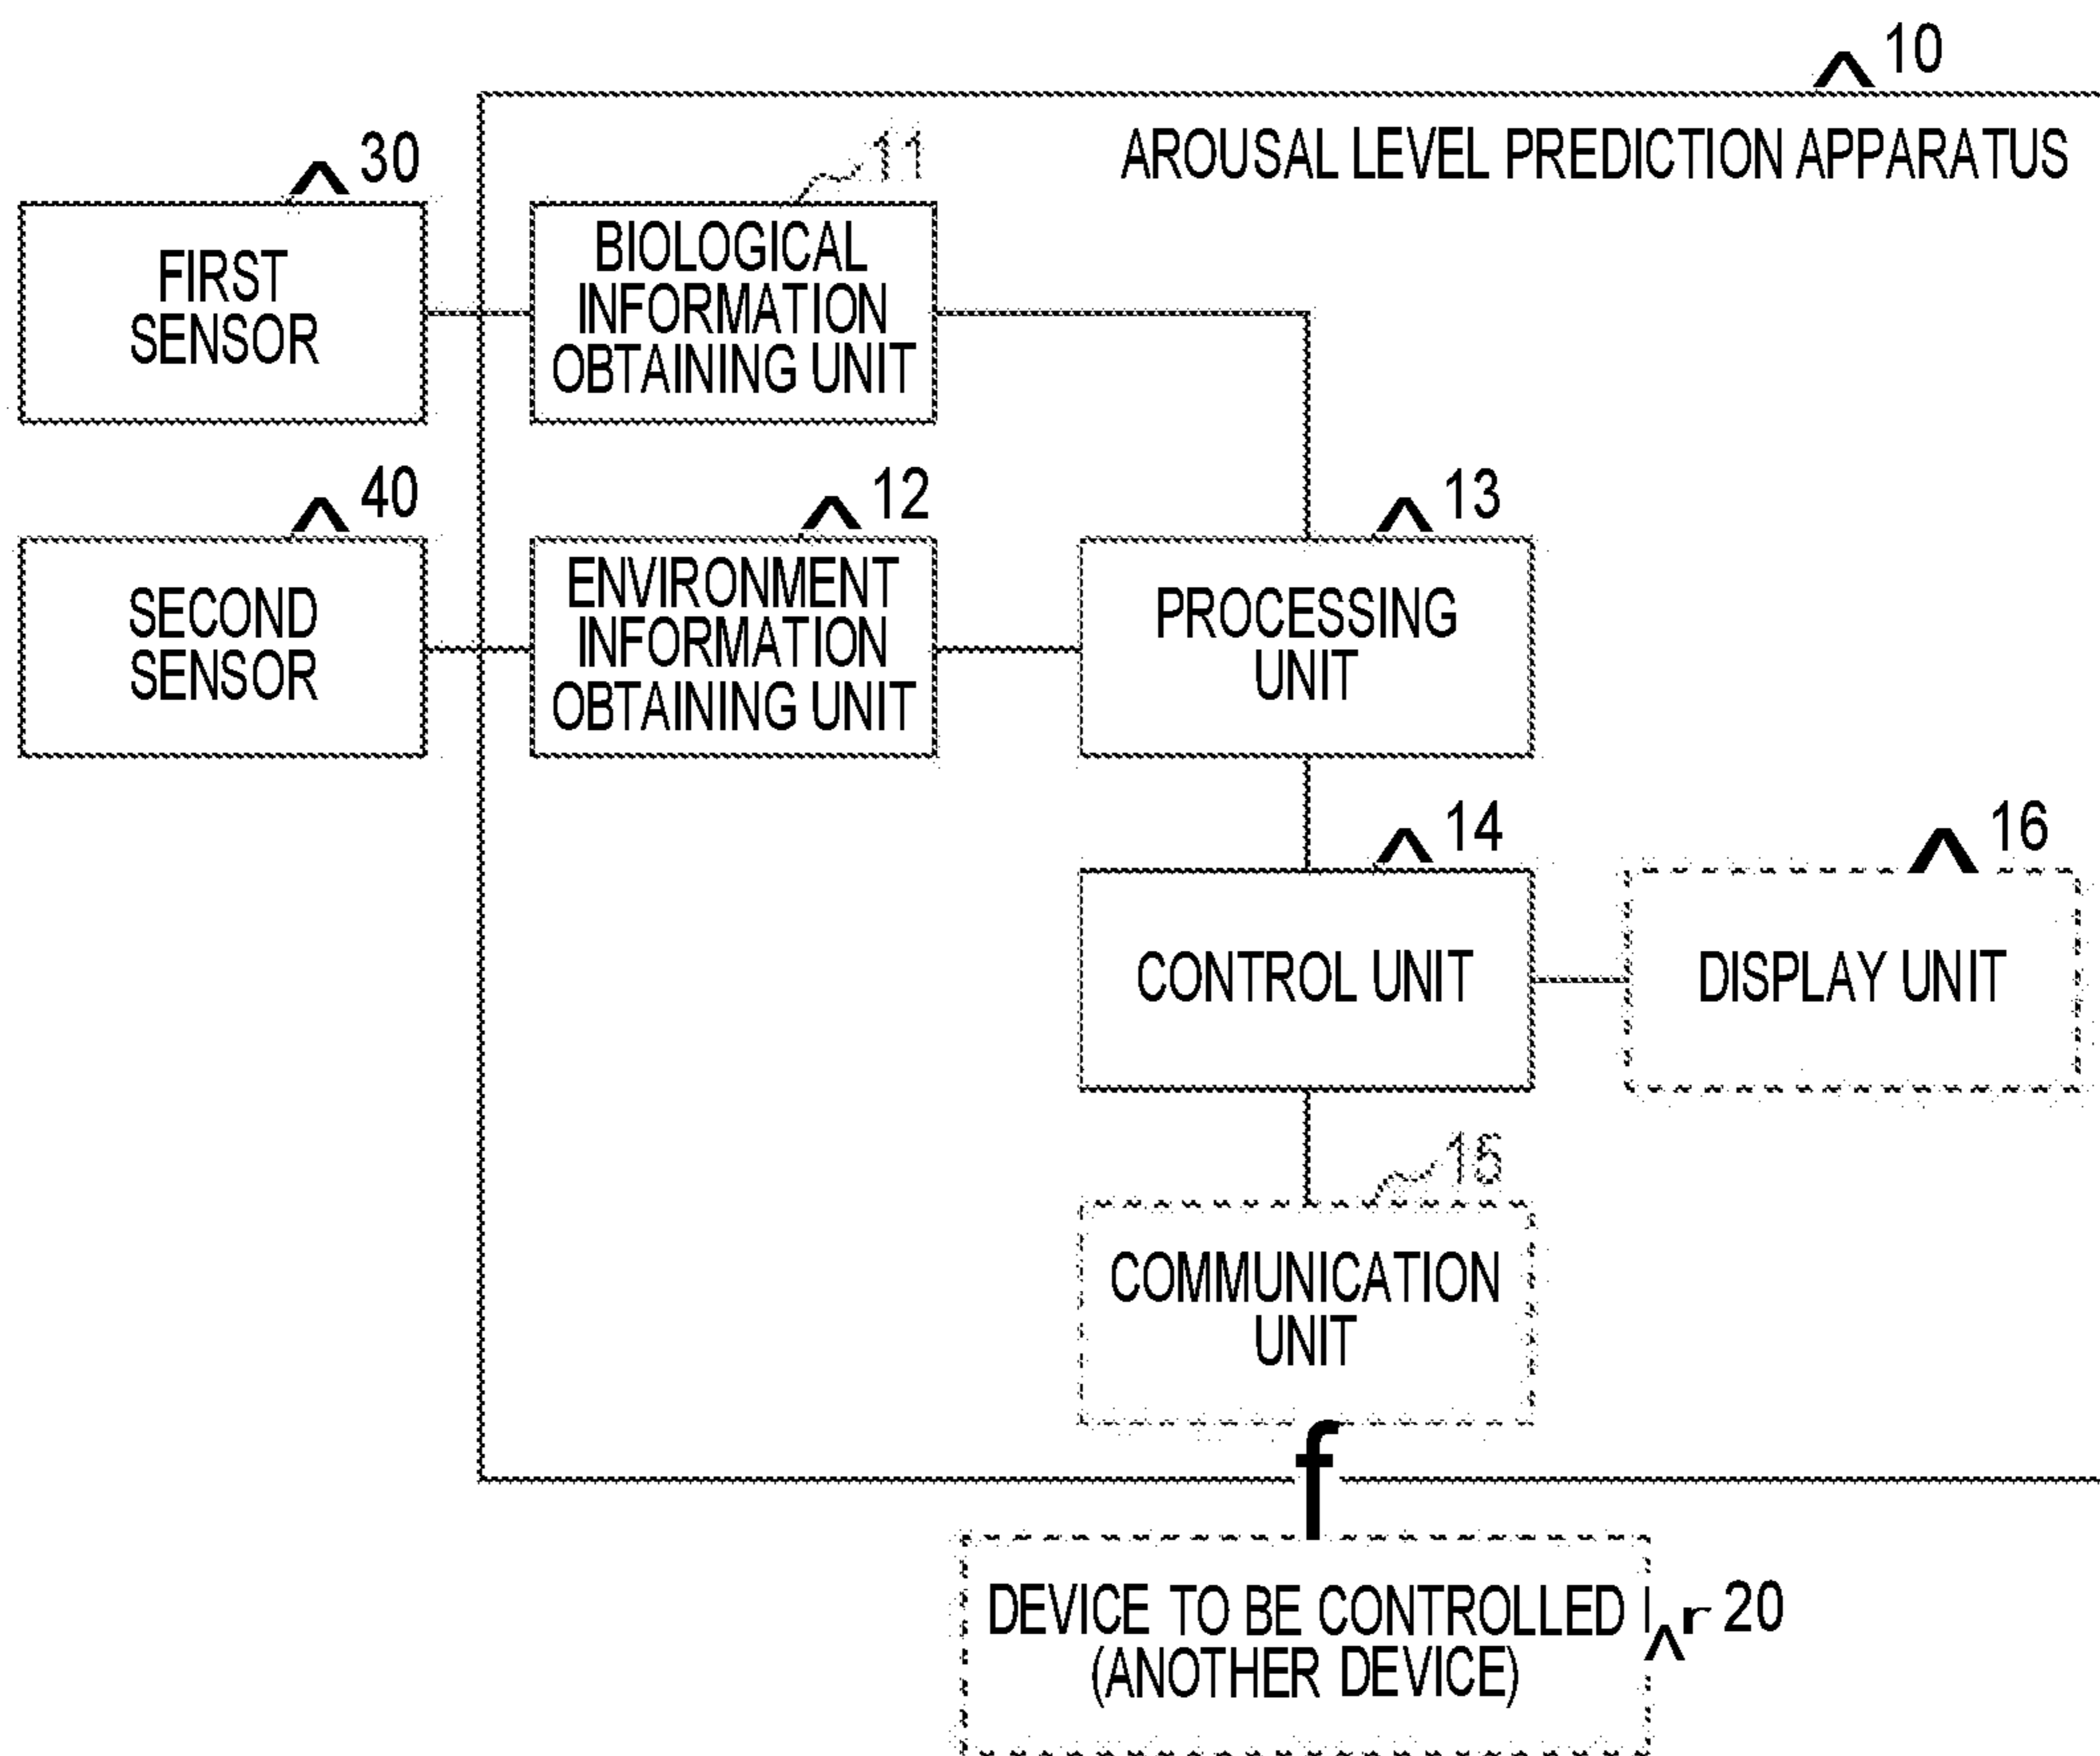 10
AROUSAL LEVEL PREDICTION APPARATUS
30
FIRST
SENSOR
11
BIOLOGICAL
INFORMATION
OBTAINING UNIT
40
SECOND
SENSOR
12
ENVIRONMENT
INFORMATION
OBTAINING UNIT
13
PROCESSING
UNIT
14
CONTROL UNIT
16
DISPLAY UNIT
15
COMMUNICATION
UNIT
f
DEVICE TO BE CONTROLLED
(ANOTHER DEVICE)
r 20